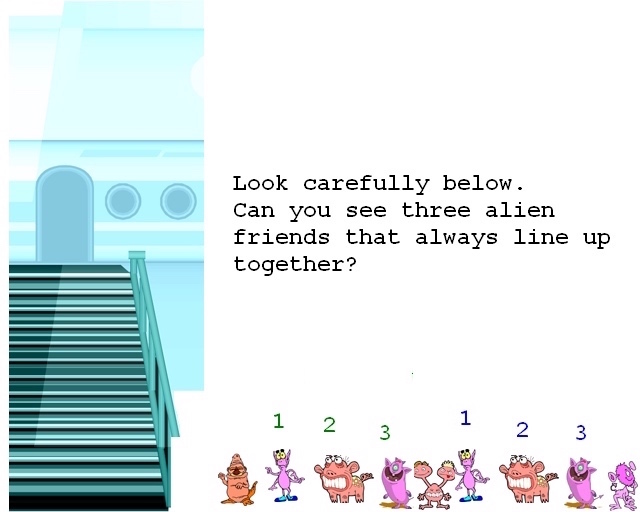 Look carefully below.
Can you see three alien
friends that always line up
together?
1 2 3 1 2 3